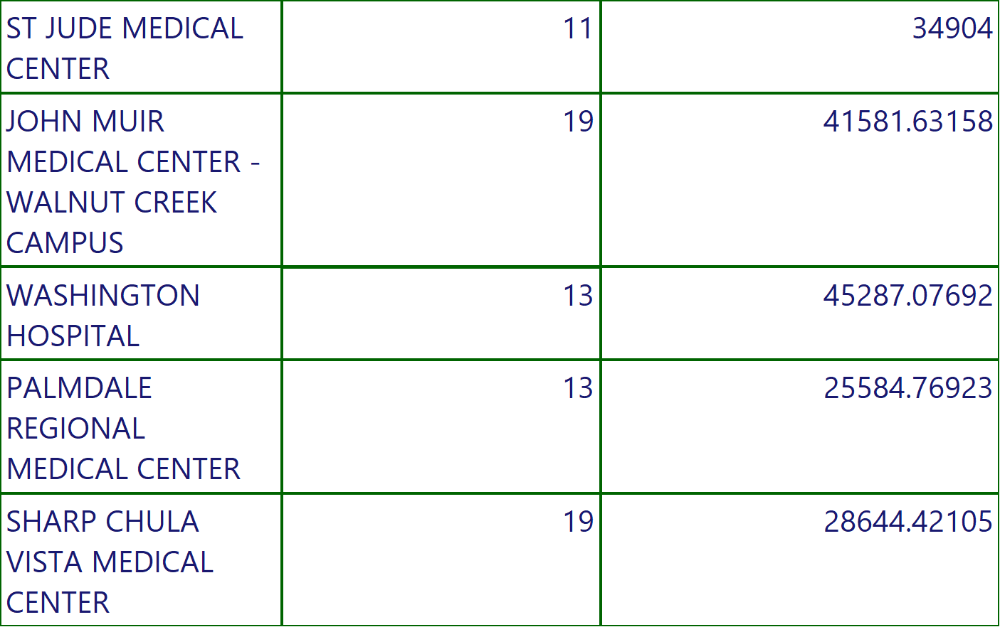 ST JUDE MEDICAL 11 34904
CENTER
JOHN MUIR 19 41581.63158
MEDICAL CENTER -
WALNUT CREEK
CAMPUS
WASHINGTON 13 45287.07692
HOSPITAL
PALMDALE 13 25584.76923
REGIONAL
MEDICAL CENTER
SHARP CHULA 19 28644.42105
VISTA MEDICAL
CENTER